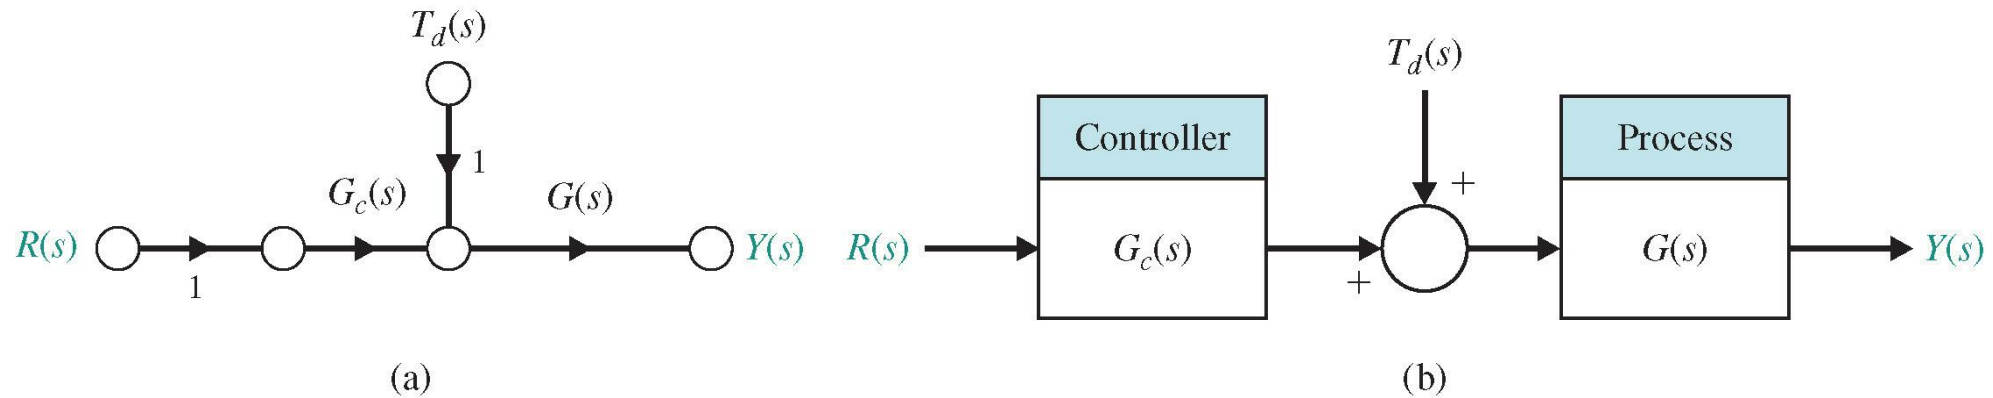 T_d(s)
1
G_c(s)
G(s)
R(s)
Y(s)
1
(a)
T_d(s)
Controller
Process
+
R(s)
G_c(s)
G(s)
Y(s)
+
(b)